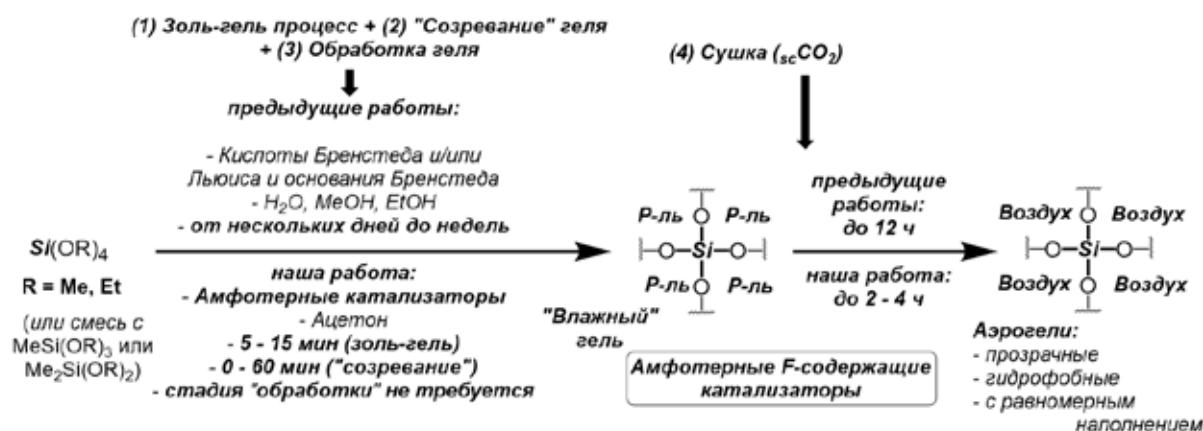 (1) Золь-гель процесс + (2) "Созревание" геля
+ (3) Обработка геля
предыдущие работы:
- Кислоты Бренстеда и/или
Льюиса и основания Бренстеда
- H₂O, MeOH, EtOH
- от нескольких дней до недель
Si(OR)₄
R = Me, Et
(или смесь с
MeSi(OR)₃ или
Me₂Si(OR)₂)
наша работа:
- Амфотерные катализаторы
- Ацетон
- 5 - 15 мин (золь-гель)
- 0 - 60 мин ("созревание")
- стадия "обработки" не требуется
Р-ль O Р-ль
O Si O
Р-ль O Р-ль
"Влажный"
гель
(4) Сушка (scCO₂)
предыдущие
работы:
до 12 ч
наша работа:
до 2 - 4 ч
Амфотерные F-содержащие
катализаторы
Воздух O Воздух
O Si O
Воздух O Воздух
Аэрогели:
- прозрачные
- гидрофобные
- с равномерным
наполнением